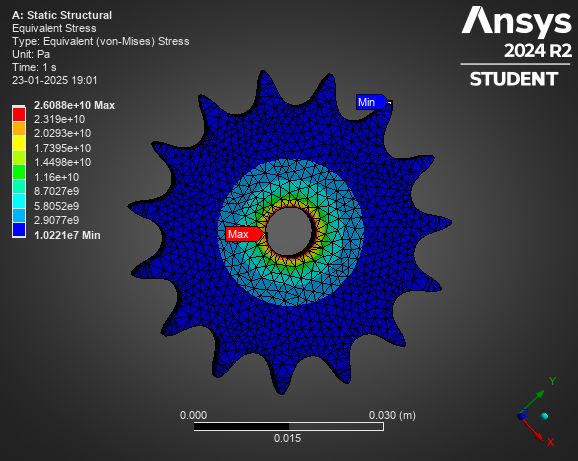 A: Static Structural
Equivalent Stress
Type: Equivalent (von-Mises) Stress
Unit: Pa
Time: 1 s
23-01-2025 19:01
2.6088e+10 Max
2.319e+10
2.0293e+10
1.7395e+10
1.4498e+10
1.16e+10
8.7027e9
5.8052e9
2.9077e9
1.0221e7 Min
Ansys
2024 R2
STUDENT
Min
Max
0.000
0.030 (m)
0.015
Y
X